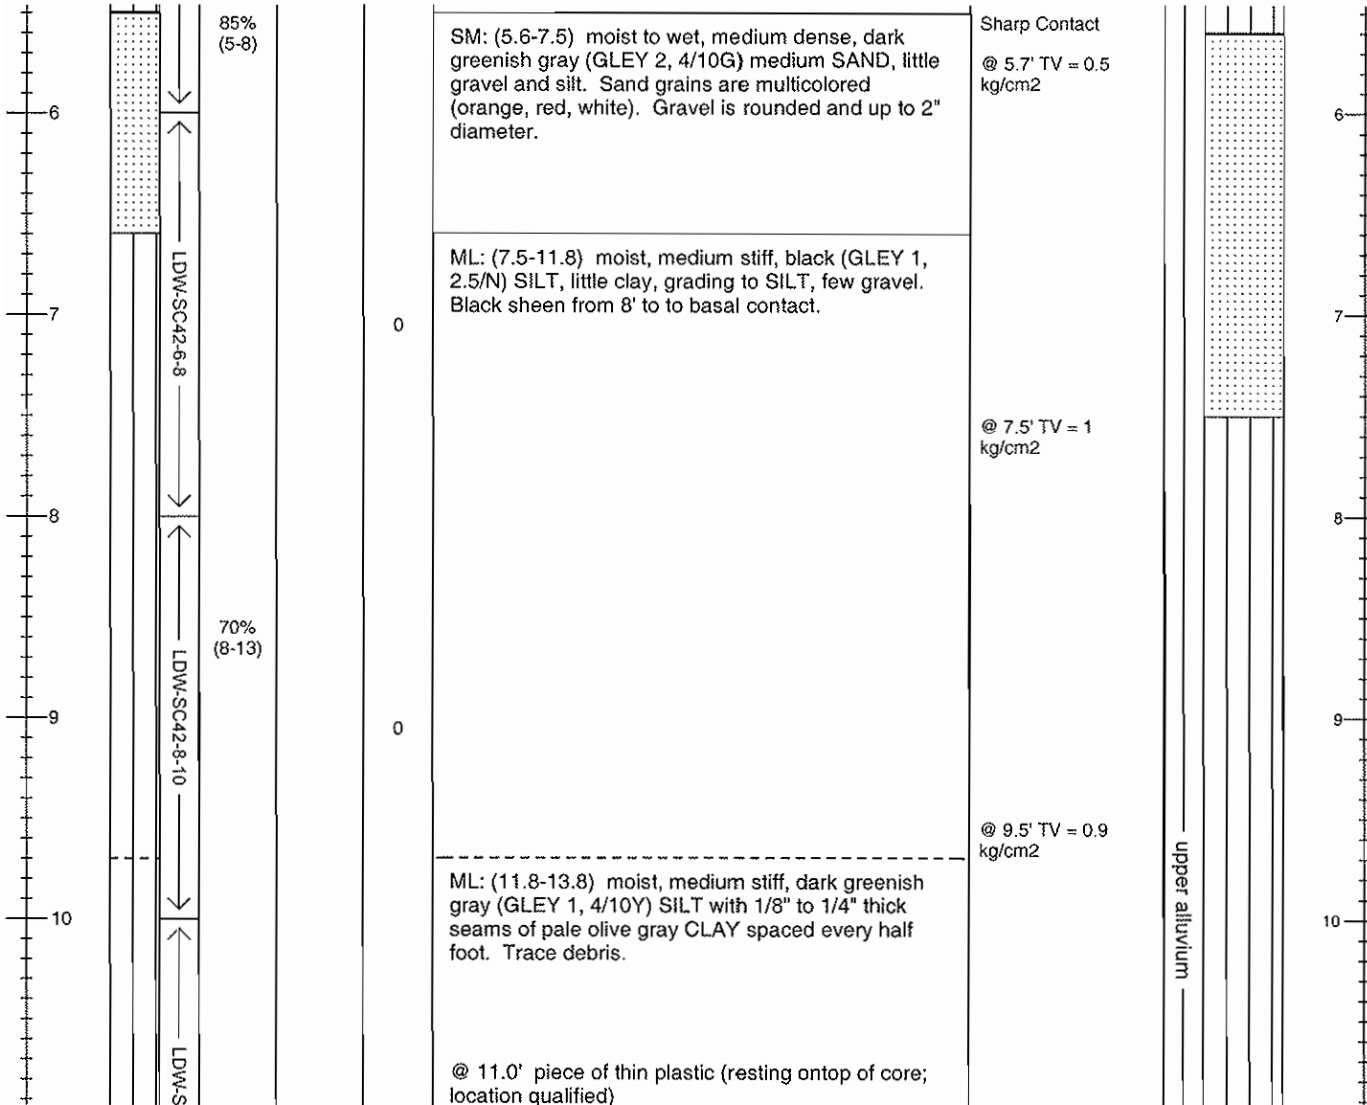 85%
(5-8)
SM: (5.6-7.5) moist to wet, medium dense, dark
greenish gray (GLEY 2, 4/10G) medium SAND, little
gravel and silt. Sand grains are multicolored
(orange, red, white). Gravel is rounded and up to 2"
diameter.
Sharp Contact
@ 5.7' TV = 0.5
kg/cm2
6
6
ML: (7.5-11.8) moist, medium stiff, black (GLEY 1,
2.5/N) SILT, little clay, grading to SILT, few gravel.
Black sheen from 8' to to basal contact.
LDW-SC42-6-8
7
0
7
@ 7.5' TV = 1
kg/cm2
8
8
70%
(8-13)
LDW-SC42-8-10
9
0
9
@ 9.5' TV = 0.9
kg/cm2
upper alluvium
ML: (11.8-13.8) moist, medium stiff, dark greenish
gray (GLEY 1, 4/10Y) SILT with 1/8" to 1/4" thick
seams of pale olive gray CLAY spaced every half
foot. Trace debris.
10
10
LDW-S
@ 11.0' piece of thin plastic (resting ontop of core;
location qualified)